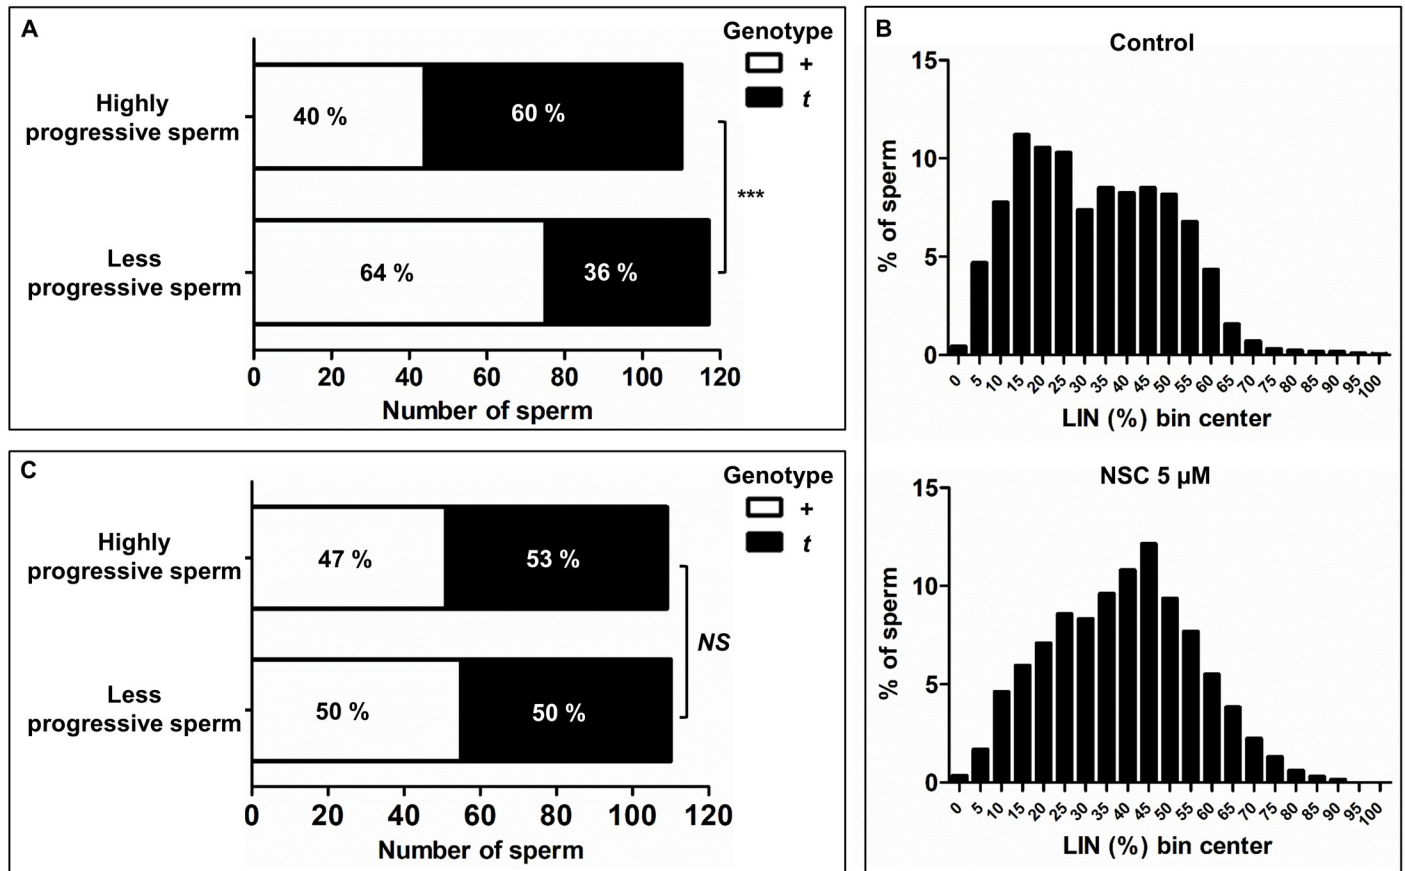 A
Genotype
+
t
Highly
progressive sperm
40 %
60 %
***
Less
progressive sperm
64 %
36 %
0 20 40 60 80 100 120
Number of sperm
B
Control
15
10
5
0
% of sperm
0 5 10 15 20 25 30 35 40 45 50 55 60 65 70 75 80 85 90 95 100
LIN (%) bin center
NSC 5 µM
15
10
5
0
% of sperm
0 5 10 15 20 25 30 35 40 45 50 55 60 65 70 75 80 85 90 95 100
LIN (%) bin center
C
Genotype
+
t
Highly
progressive sperm
47 %
53 %
NS
Less
progressive sperm
50 %
50 %
0 20 40 60 80 100 120
Number of sperm